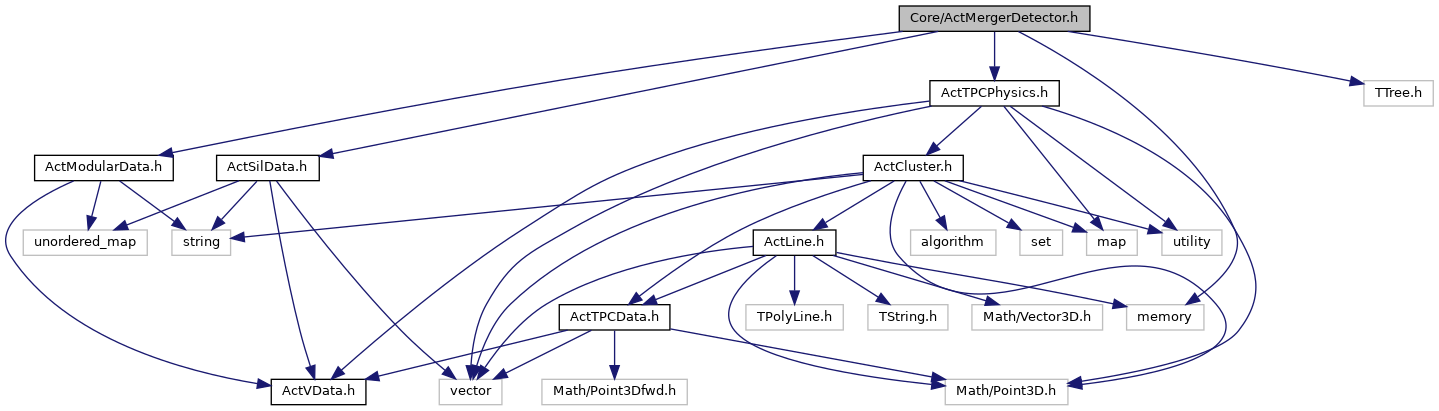 Core/ActMergerDetector.h
ActTPCPhysics.h
TTree.h
ActModularData.h
ActSilData.h
ActCluster.h
unordered_map
string
ActLine.h
algorithm
set
map
utility
ActTPCData.h
TPolyLine.h
TString.h
Math/Vector3D.h
memory
ActVData.h
vector
Math/Point3Dfwd.h
Math/Point3D.h